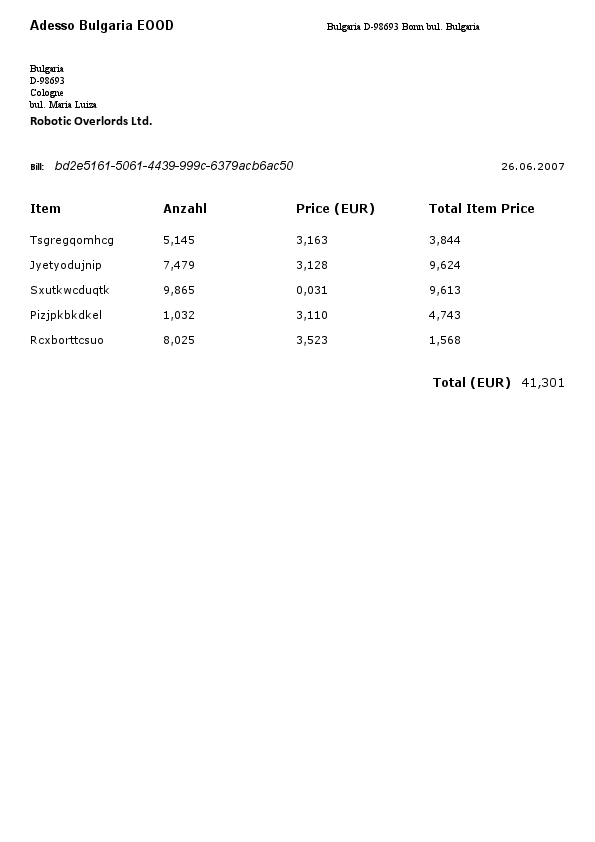 Adesso Bulgaria EOOD Bulgaria D-98693 Bonn bul. Bulgaria
Bulgaria
D-98693
Cologne
bul. Maria Luiza
Robotic Overlords Ltd.
Bill: bd2e5161-5061-4439-999c-6379acb6ac50 26.06.2007
Item Anzahl Price (EUR) Total Item Price
Tsgregqomhcg 5,145 3,163 3,844
Jyetyodujnip 7,479 3,128 9,624
Sxutkwcduqtk 9,865 0,031 9,613
Pizjpkbkdkel 1,032 3,110 4,743
Rcxborttcsuo 8,025 3,523 1,568
Total (EUR) 41,301